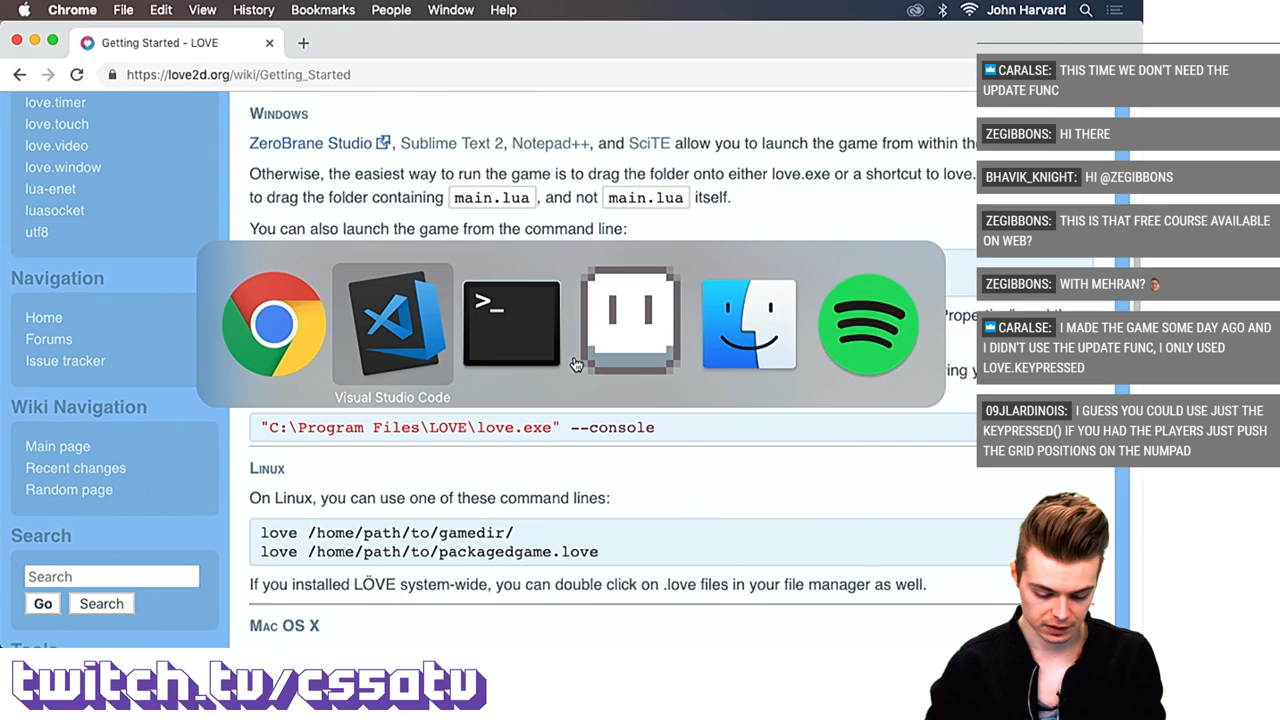 Chrome File Edit View History Bookmarks People Window Help John Harvard
Getting Started - LOVE
https://love2d.org/wiki/Getting_Started
love.timer
love.touch
love.video
love.window
lua-enet
luasocket
utf8
Navigation
Home
Forums
Issue tracker
Wiki Navigation
Main page
Recent changes
Random page
Search
Search
Go Search
WINDOWS
ZeroBrane Studio, Sublime Text 2, Notepad++, and SciTE allow you to launch the game from within the
Otherwise, the easiest way to run the game is to drag the folder onto either love.exe or a shortcut to love.
to drag the folder containing main.lua, and not main.lua itself.
You can also launch the game from the command line:
>_
Visual Studio Code
"C:\Program Files\LOVE\love.exe" --console
LINUX
On Linux, you can use one of these command lines:
love /home/path/to/gamedir/
love /home/path/to/packagedgame.love
If you installed LÖVE system-wide, you can double click on .love files in your file manager as well.
MAC OS X
CARALSE: THIS TIME WE DON'T NEED THE
UPDATE FUNC
ZEGIBBONS: HI THERE
BHAVIK_KNIGHT: HI @ZEGIBBONS
ZEGIBBONS: THIS IS THAT FREE COURSE AVAILABLE
ON WEB?
ZEGIBBONS: WITH MEHRAN?
CARALSE: I MADE THE GAME SOME DAY AGO AND
I DIDN'T USE THE UPDATE FUNC, I ONLY USED
LOVE.KEYPRESSED
09JLARDINOIS: I GUESS YOU COULD USE JUST THE
KEYPRESSED() IF YOU HAD THE PLAYERS JUST PUSH
THE GRID POSITIONS ON THE NUMPAD
twitch.tv/cs50tv